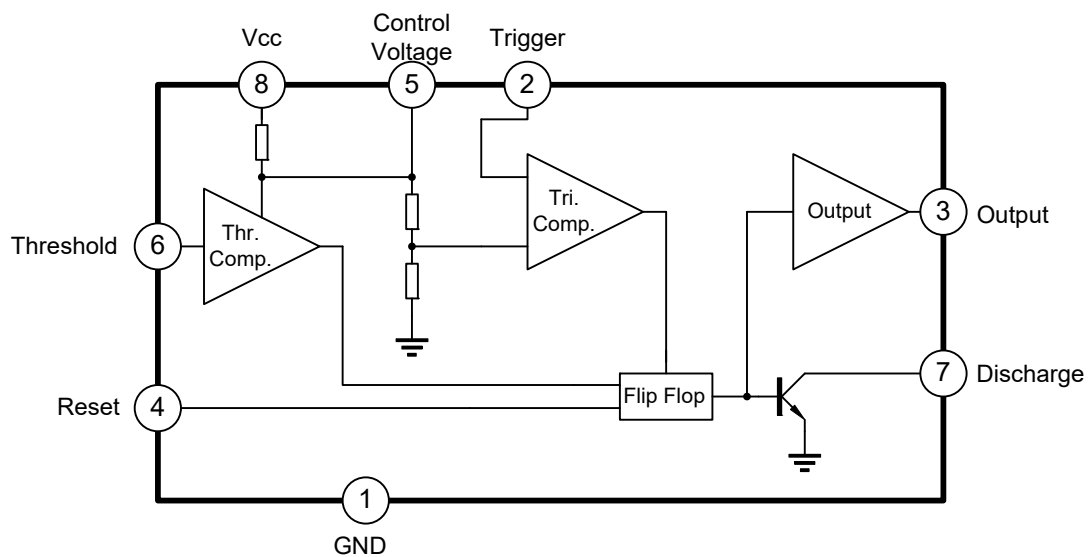 Vcc
Control
Voltage
Trigger
8
5
2
Thr.
Comp.
Tri.
Comp.
Output
3
Output
Threshold
6
Flip Flop
7
Discharge
Reset
4
1
GND